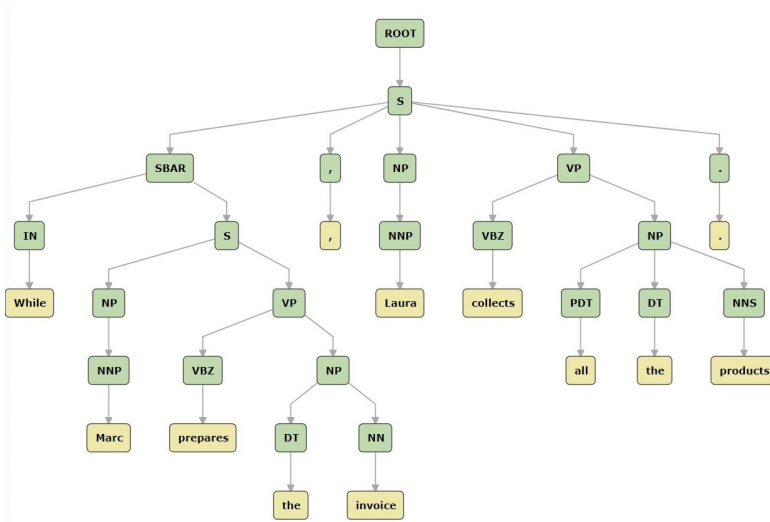 ROOT
S
SBAR , NP VP .
IN S , NNP VBZ NP .
While NP VP Laura collects PDT DT NNS
NNP VBZ NP all the products
Marc prepares DT NN
the invoice